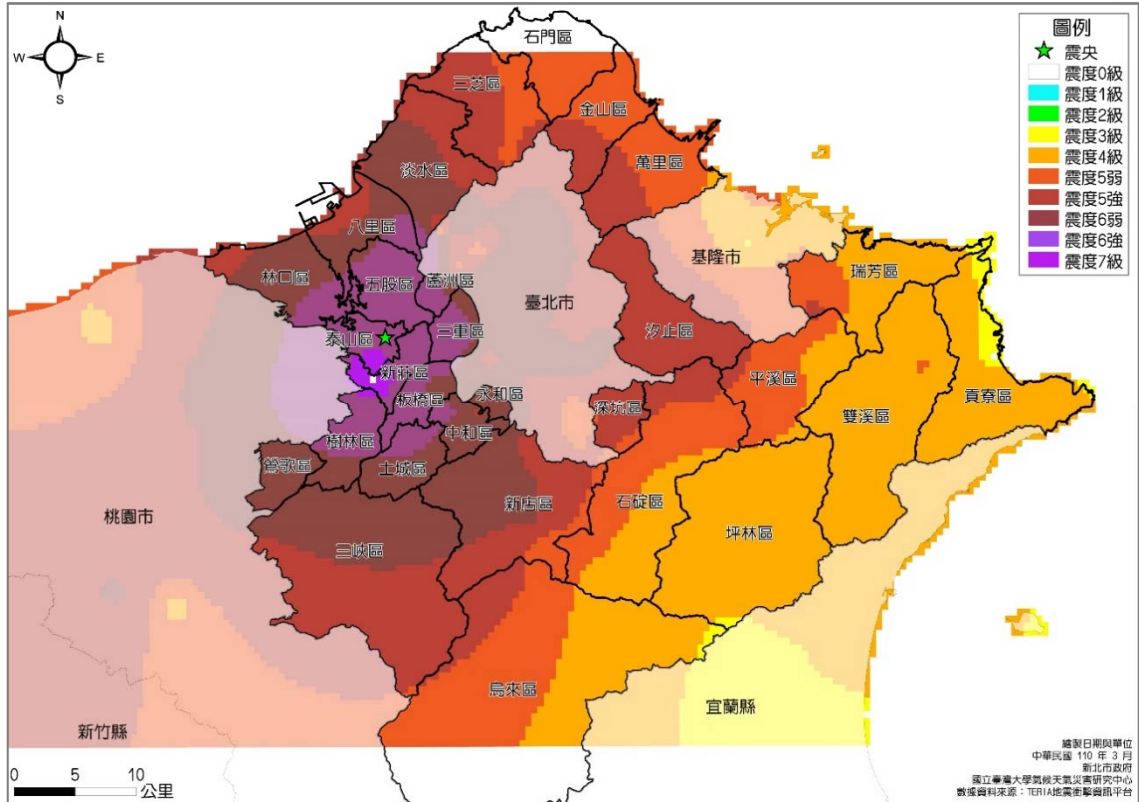 N
W
E
S
圖例
震央
震度0級
震度1級
震度2級
震度3級
震度4級
震度5弱
震度5強
震度6弱
震度6強
震度7級
石門區
三芝區
金山區
萬里區
淡水區
八里區
基隆市
瑞芳區
林口區
五股區
蘆洲區
臺北市
三重區
汐止區
泰山區
新莊區
平溪區
板橋區
永和區
深坑區
貢寮區
雙溪區
中和區
樹林區
鶯歌區
土城區
新店區
石碇區
桃園市
坪林區
三峽區
烏來區
宜蘭縣
新竹縣
0
5
10
公里
繪製日期與單位
中華民國 110 年 3 月
新北市政府
國立臺灣大學氣候天氣災害研究中心
數據資料來源：TERIA地震衝擊資訊平台